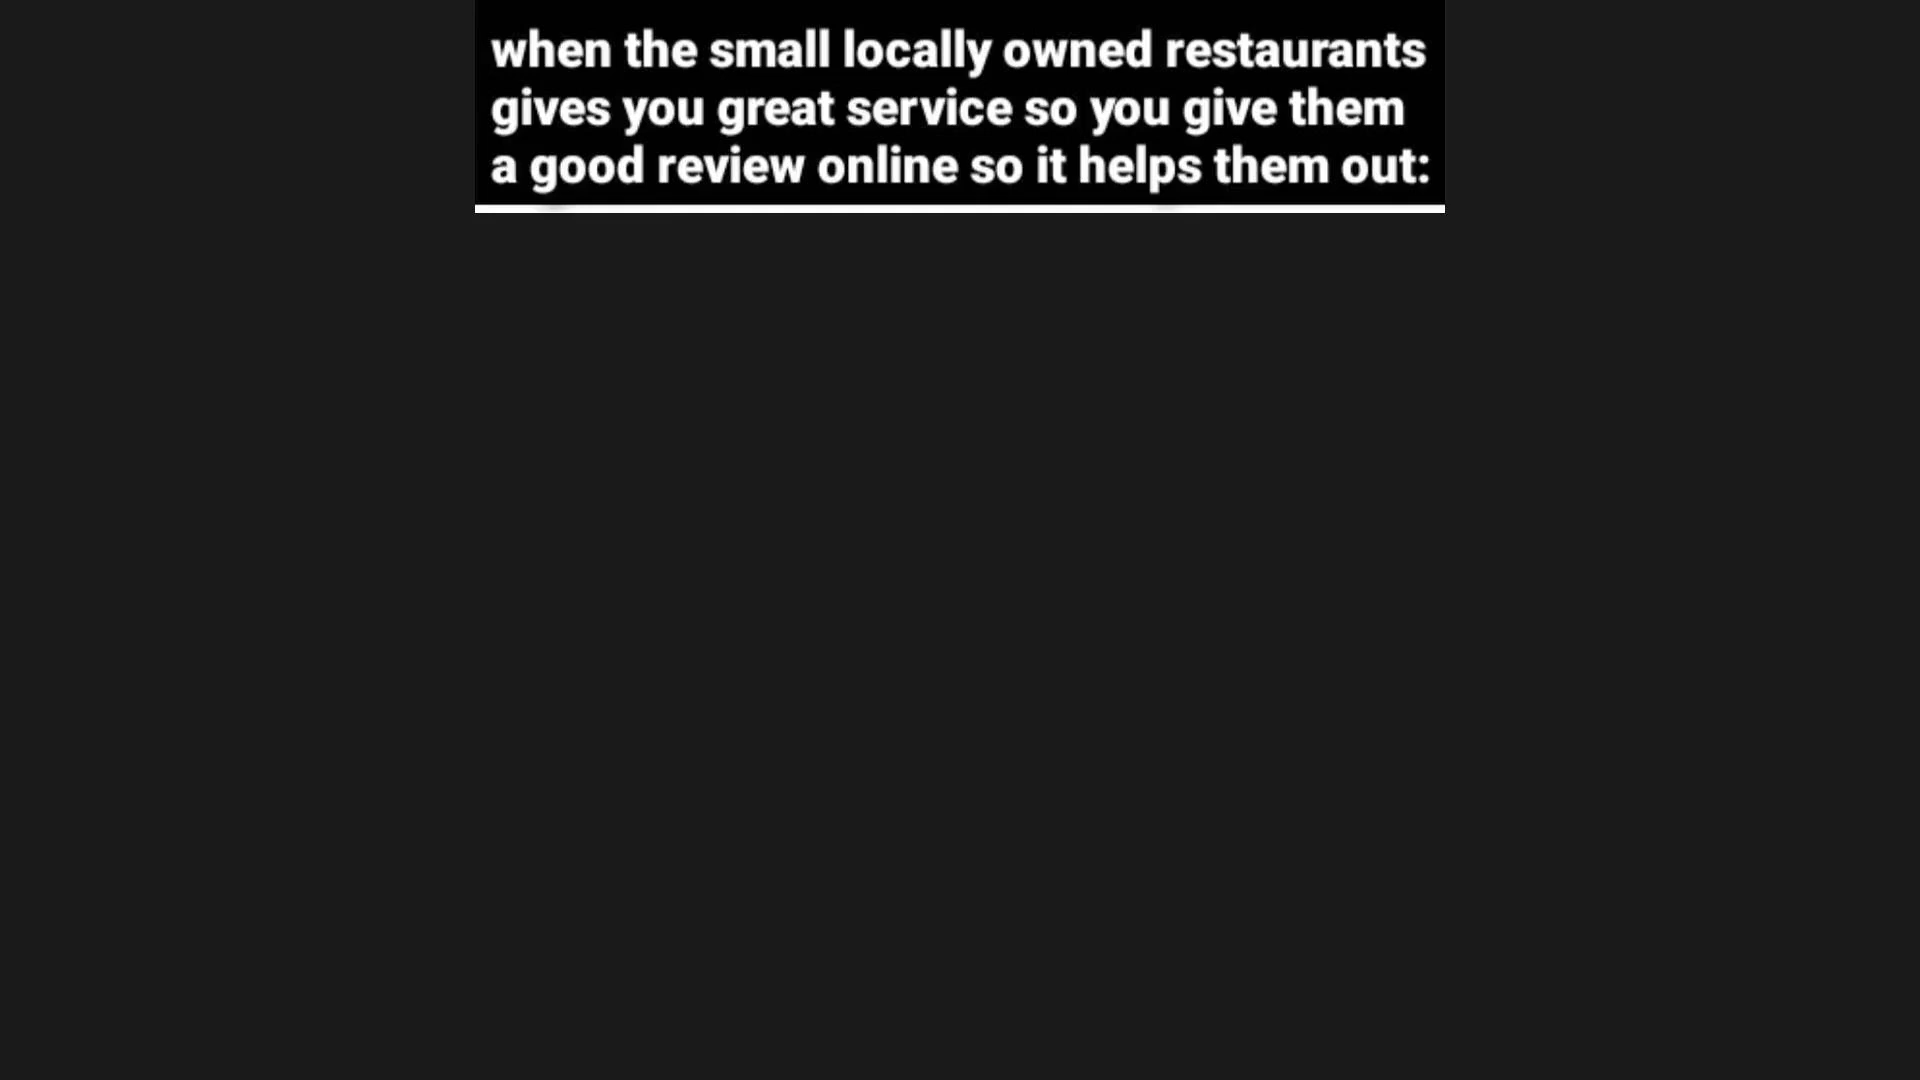 when the small locally owned restaurants
gives you great service so you give them
a good review online so it helps them out: